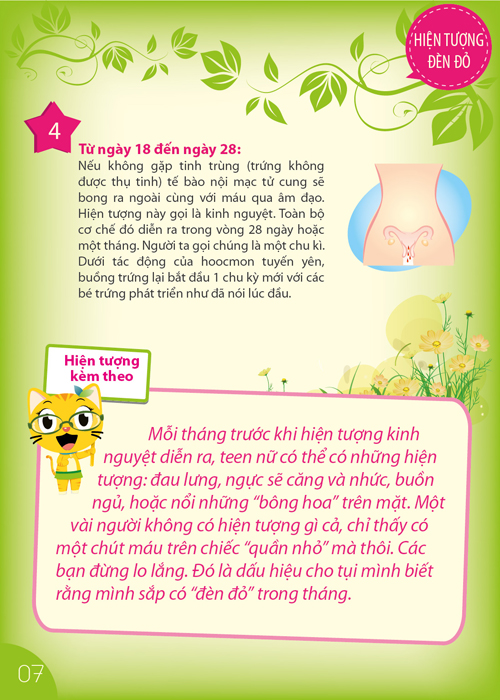 HIỆN TƯỢNG
ĐÈN ĐỎ
4
Từ ngày 18 đến ngày 28:
Nếu không gặp tinh trùng (trứng không
được thụ tinh) tế bào nội mạc tử cung sẽ
bong ra ngoài cùng với máu qua âm đạo.
Hiện tượng này gọi là kinh nguyệt. Toàn bộ
cơ chế đó diễn ra trong vòng 28 ngày hoặc
một tháng. Người ta gọi chúng là một chu kì.
Dưới tác động của hoocmon tuyến yên,
buồng trứng lại bắt đầu 1 chu kỳ mới với các
bé trứng phát triển như đã nói lúc đầu.
Hiện tượng
kèm theo
Mỗi tháng trước khi hiện tượng kinh
nguyệt diễn ra, teen nữ có thể có những hiện
tượng: đau lưng, ngực sẽ căng và nhức, buồn
ngủ, hoặc nổi những “bông hoa” trên mặt. Một
vài người không có hiện tượng gì cả, chỉ thấy có
một chút máu trên chiếc “quần nhỏ” mà thôi. Các
bạn đừng lo lắng. Đó là dấu hiệu cho tụi mình biết
rằng mình sắp có “đèn đỏ” trong tháng.
07